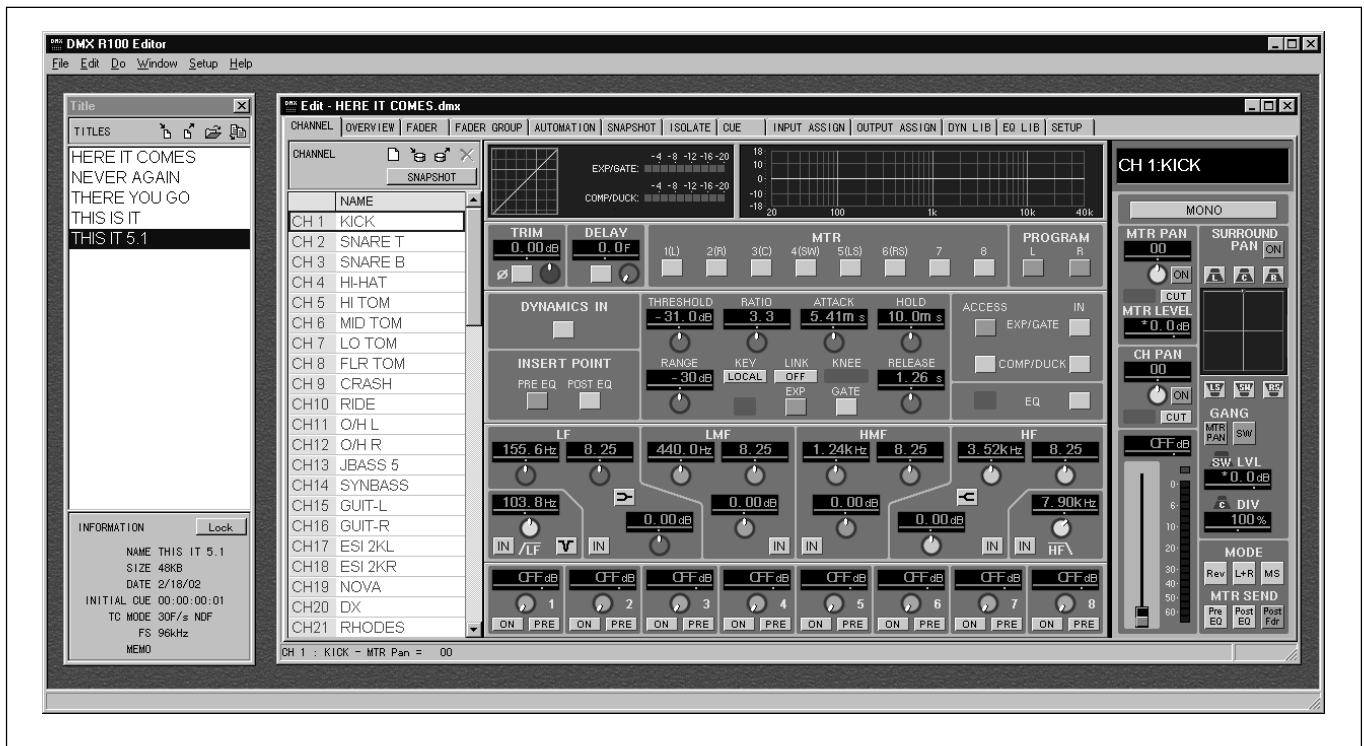 DMX R100 Editor
File Edit Do Window Setup Help
Title
TITLES
HERE IT COMES
NEVER AGAIN
THERE YOU GO
THIS IS IT
THIS IT 5.1
INFORMATION Lock
NAME THIS IT 5.1
SIZE 48KB
DATE 2/18/02
INITIAL CUE 00:00:00:01
TC MODE 30F/s NDF
FS 96kHz
MEMO
Edit - HERE IT COMES.dmx
CHANNEL OVERVIEW FADER FADER GROUP AUTOMATION SNAPSHOT ISOLATE CUE INPUT ASSIGN OUTPUT ASSIGN DYN LIB EQ LIB SETUP
CHANNEL
SNAPSHOT
NAME
CH 1 KICK
CH 2 SNARE T
CH 3 SNARE B
CH 4 HI-HAT
CH 5 HI TOM
CH 6 MID TOM
CH 7 LO TOM
CH 8 FLR TOM
CH 9 CRASH
CH10 RIDE
CH11 O/H L
CH12 O/H R
CH13 JBASS 5
CH14 SYNBASS
CH15 GUIT-L
CH16 GUIT-R
CH17 ESI 2KL
CH18 ESI 2KR
CH19 NOVA
CH20 DX
CH21 RHODES
-4 -8 -12 -16 -20
EXP/GATE:
-4 -8 -12 -16 -20
COMP/DUCK:
18
10
0
-10
-18
20 100 1k 10k 40k
TRIM DELAY MTR PROGRAM
0.00dB 0.0F 1(L) 2(R) 3(C) 4(SW) 5(LS) 6(RS) 7 8 L R
Ø
DYNAMICS IN
INSERT POINT
PRE EQ POST EQ
THRESHOLD RATIO ATTACK HOLD
-31.0dB 3.3 5.41m s 10.0m s
RANGE KEY LINK KNEE RELEASE
-30dB LOCAL OFF 1.26 s
EXP GATE
ACCESS IN
EXP/GATE
COMP/DUCK
EQ
LF LMF HMF HF
155.6Hz 8.25 440.0Hz 8.25 1.24kHz 8.25 3.52kHz 8.25
103.8Hz 0.00dB 0.00dB 7.90kHz
0.00dB 0.00dB
IN /LF IN IN IN IN IN HF\
OFF dB OFF dB OFF dB OFF dB OFF dB OFF dB OFF dB OFF dB
1 2 3 4 5 6 7 8
ON PRE ON PRE ON PRE ON PRE ON PRE ON PRE ON PRE ON PRE
CH 1:KICK
MONO
MTR PAN
00
ON
CUT
MTR LEVEL
*0.0dB
CH PAN
00
ON
CUT
OFF dB
0
6
10
20
30
40
50
60
SURROUND
PAN ON
L C R
LS SW RS
GANG
MTR PAN SW
SW LVL
*0.0dB
C DIV
100%
MODE
Rev L+R MS
MTR SEND
Pre EQ Post EQ Post Fdr
CH 1 : KICK - MTR Pan = 00